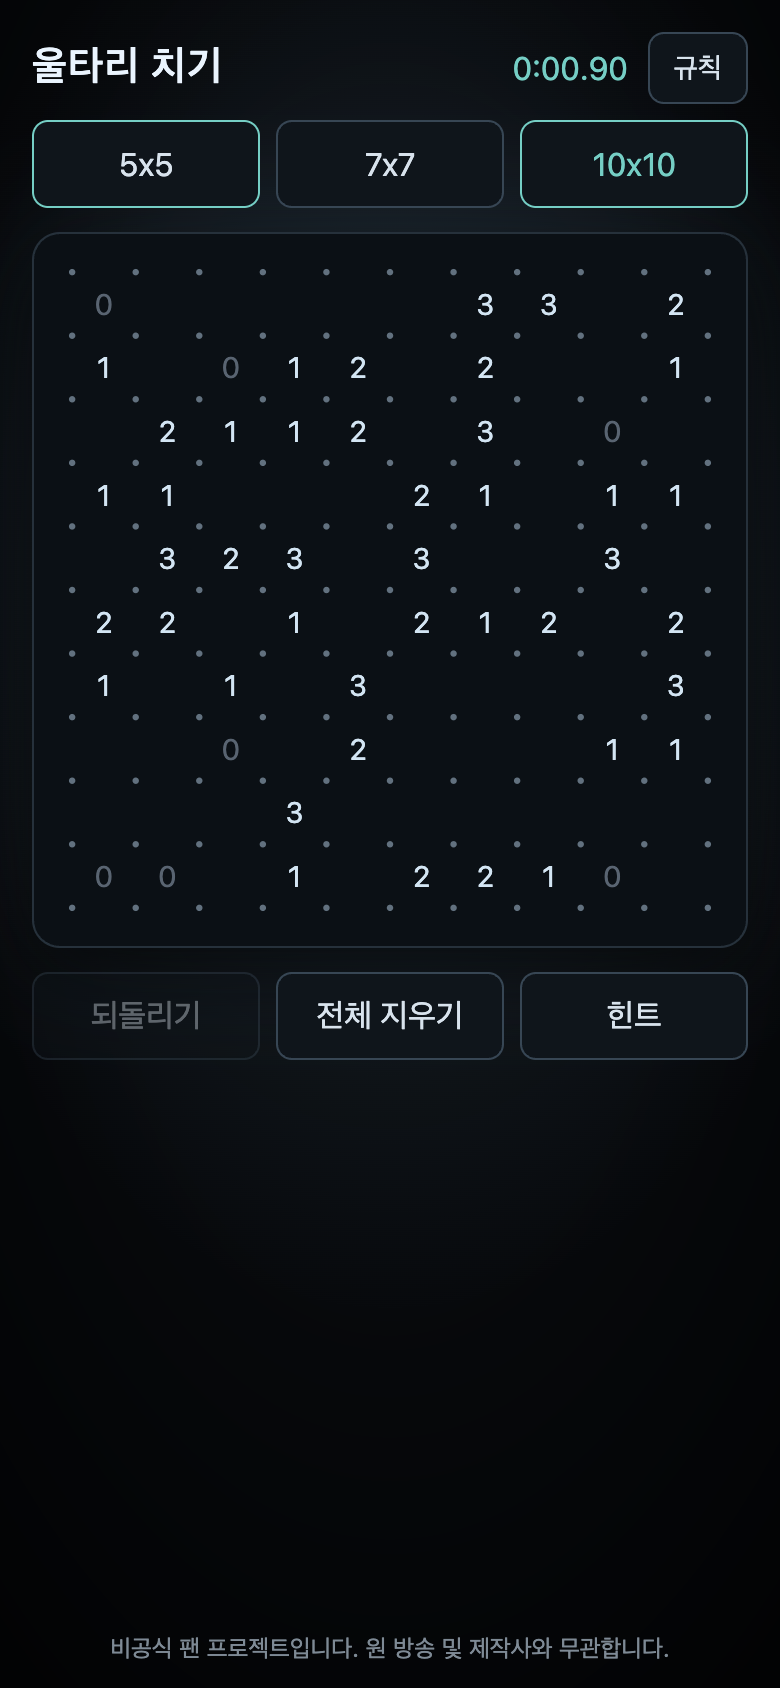 울타리 치기 0:00.90 규칙
5x5 7x7 10x10
0 3 3 2
1 0 1 2 2 1
2 1 1 2 3 0
1 1 2 1 1 1
3 2 3 3 3
2 2 1 2 1 2 2
1 1 3 3
0 2 1 1
3
0 0 1 2 2 1 0
되돌리기 전체 지우기 힌트
비공식 팬 프로젝트입니다. 원 방송 및 제작사와 무관합니다.